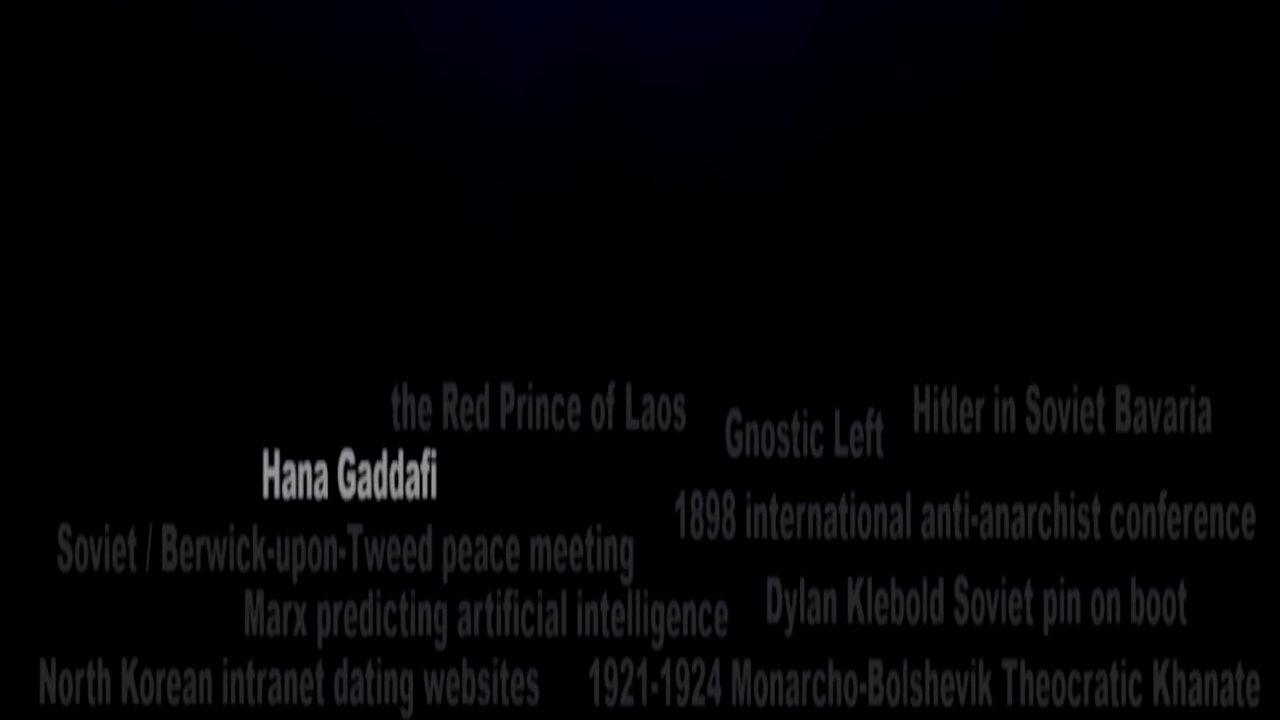 the Red Prince of Laos
Gnostic Left
Hitler in Soviet Bavaria
Hana Gaddafi
1898 international anti-anarchist conference
Soviet / Berwick-upon-Tweed peace meeting
Marx predicting artificial intelligence
Dylan Klebold Soviet pin on boot
North Korean intranet dating websites
1921-1924 Monarcho-Bolshevik Theocratic Khanate